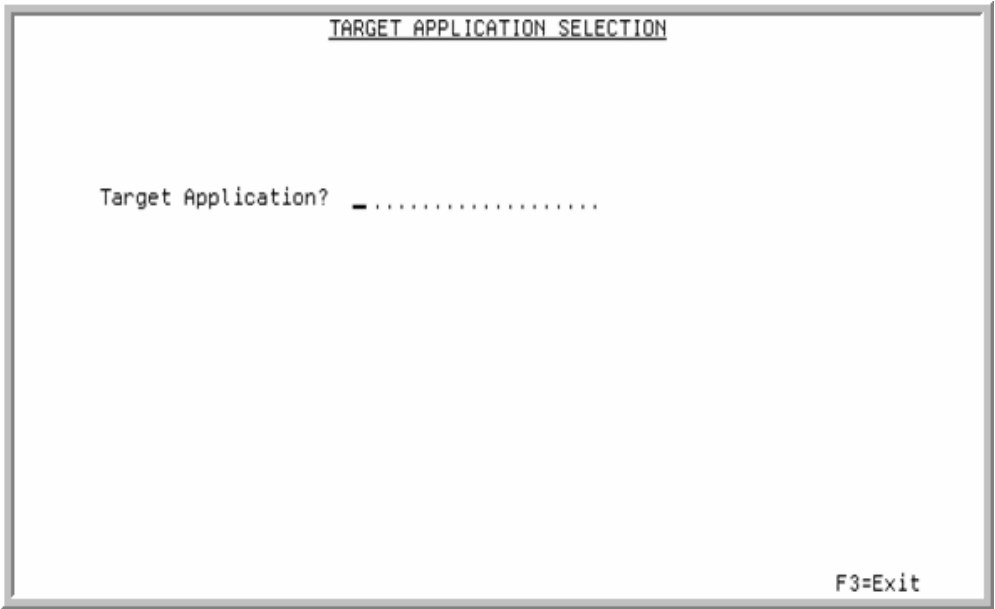 TARGET APPLICATION SELECTION
Target Application? _...................
F3=Exit